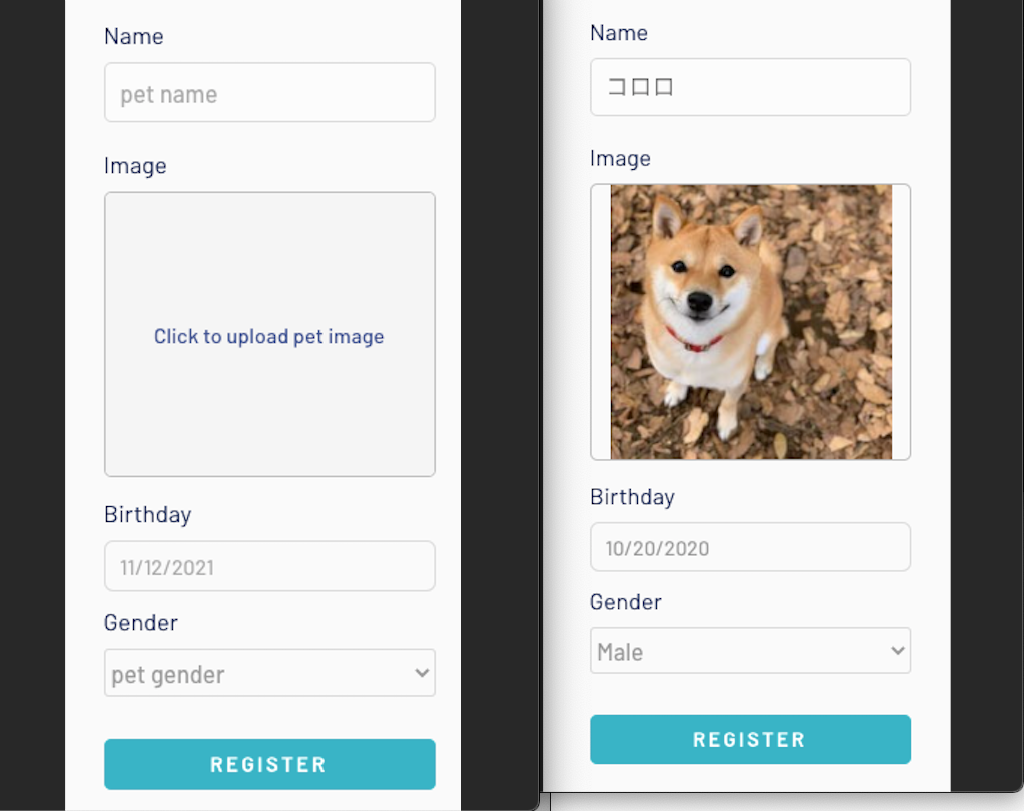 Name
pet name
Image
Click to upload pet image
Birthday
11/12/2021
Gender
pet gender
REGISTER
Name
コロロ
Image
Birthday
10/20/2020
Gender
Male
REGISTER